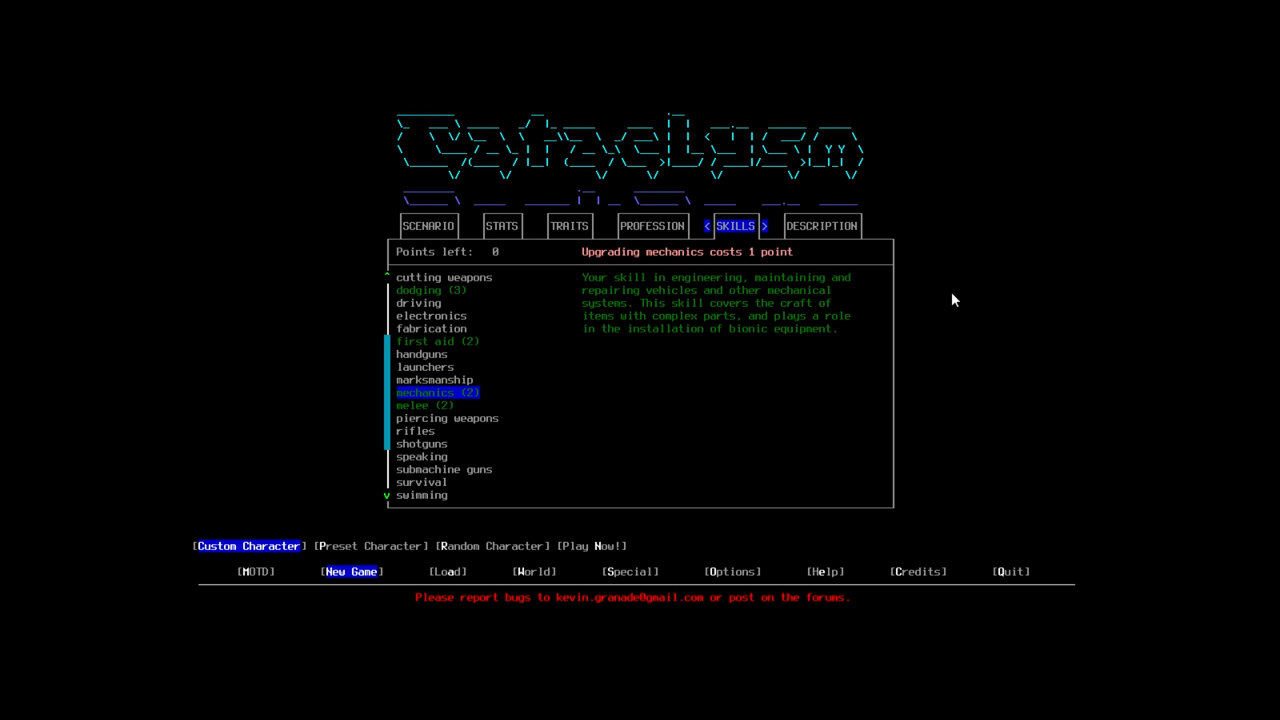 Cataclysm
SCENARIO STATS TRAITS PROFESSION < SKILLS > DESCRIPTION
Points left: 0 Upgrading mechanics costs 1 point
^ cutting weapons Your skill in engineering, maintaining and
dodging (3) repairing vehicles and other mechanical
driving systems. This skill covers the craft of
electronics items with complex parts, and plays a role
fabrication in the installation of bionic equipment.
first aid (2)
handguns
launchers
marksmanship
mechanics (2)
melee (2)
piercing weapons
rifles
shotguns
speaking
submachine guns
survival
v swimming
[Custom Character] [Preset Character] [Random Character] [Play Now!]
[MOTD] [New Game] [Load] [World] [Special] [Options] [Help] [Credits] [Quit]
Please report bugs to kevin.granade@gmail.com or post on the forums.